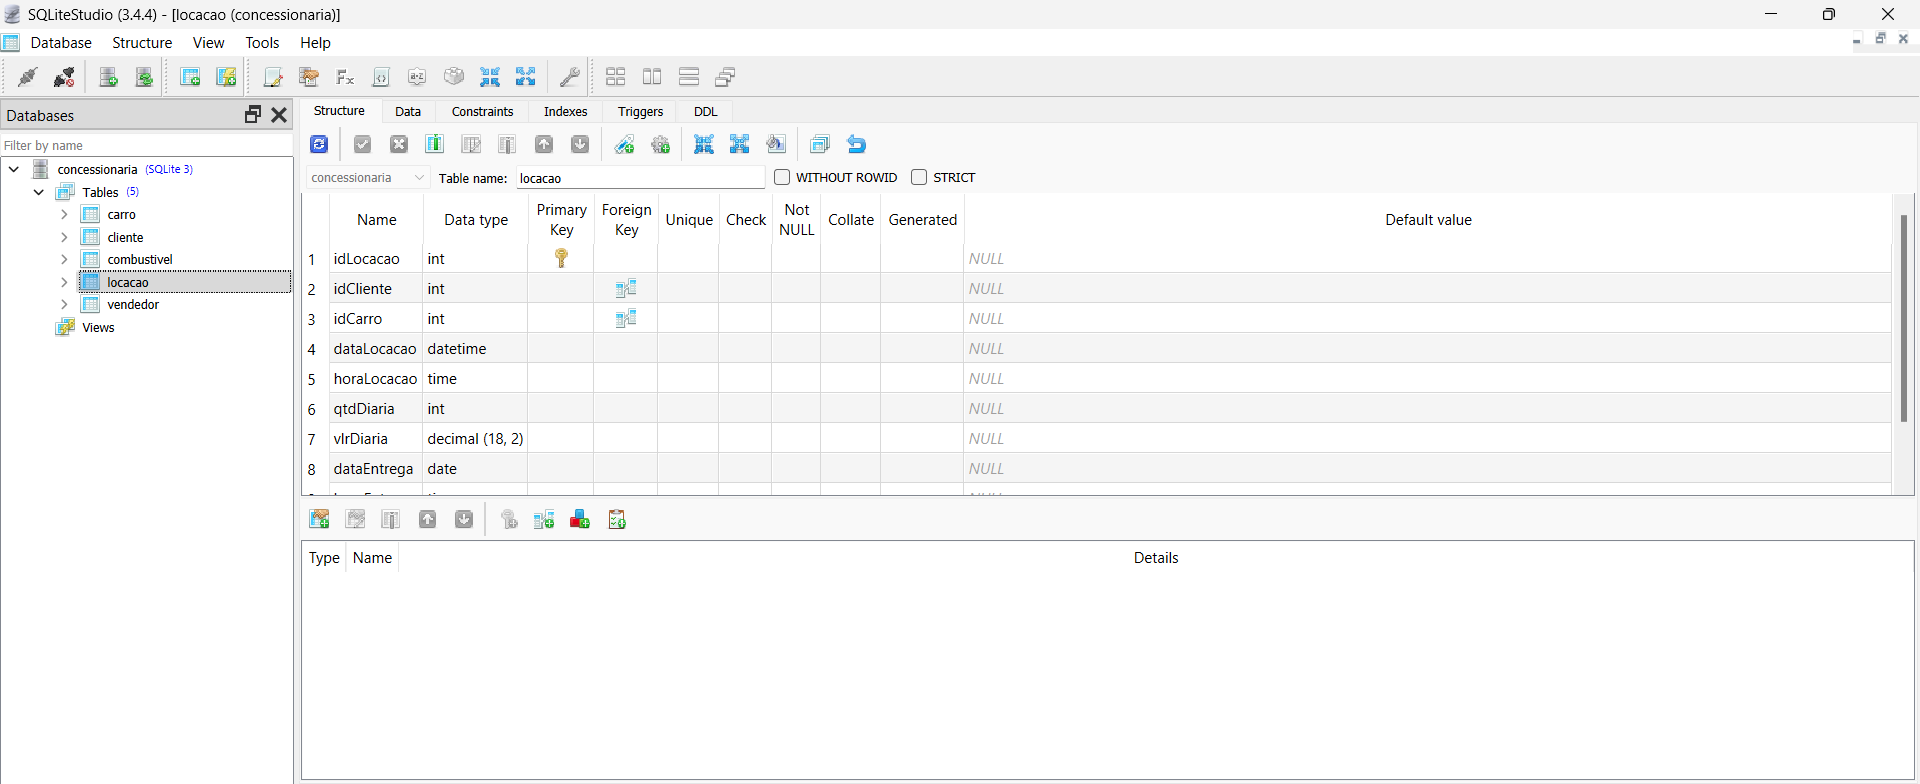 SQLiteStudio (3.4.4) - [locacao (concessionaria)]
Database Structure View Tools Help
Databases
Filter by name
concessionaria (SQLite 3)
Tables (5)
carro
cliente
combustivel
locacao
vendedor
Views
Structure Data Constraints Indexes Triggers DDL
concessionaria Table name: locacao WITHOUT ROWID STRICT
Name Data type Primary Key Foreign Key Unique Check Not NULL Collate Generated Default value
1 idLocacao int NULL
2 idCliente int NULL
3 idCarro int NULL
4 dataLocacao datetime NULL
5 horaLocacao time NULL
6 qtdDiaria int NULL
7 vlrDiaria decimal (18, 2) NULL
8 dataEntrega date NULL
Type Name Details